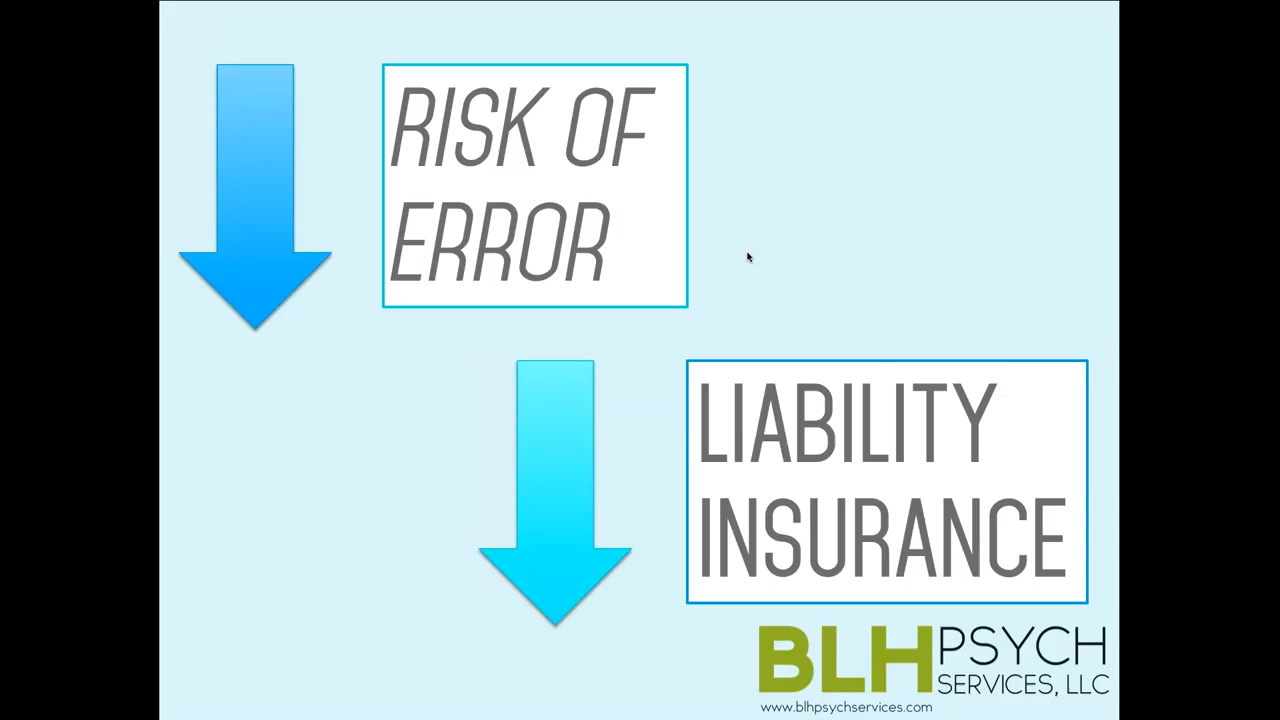 RISK OF
ERROR
LIABILITY
INSURANCE
BLH PSYCH
SERVICES, LLC
www.blhpsychservices.com